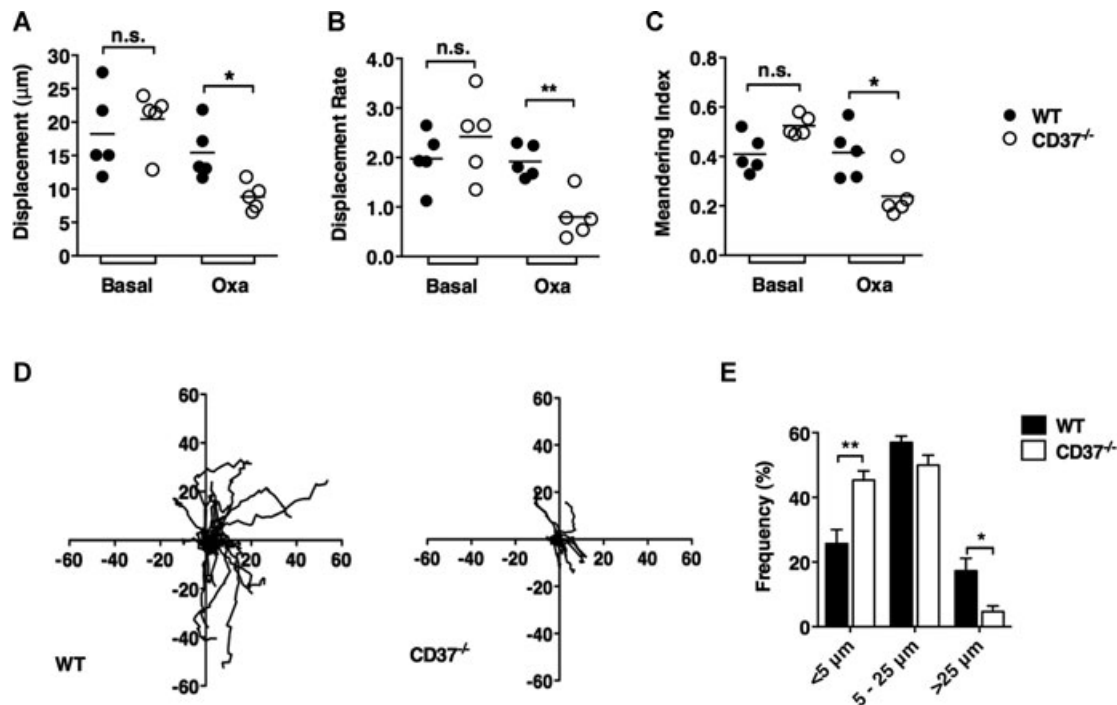 A
n.s.
*
Displacement (µm)
30
25
20
15
10
5
0
Basal
Oxa
B
n.s.
**
Displacement Rate
4.0
3.0
2.0
1.0
0.0
Basal
Oxa
C
n.s.
*
Meandering Index
0.8
0.6
0.4
0.2
0.0
Basal
Oxa
WT
CD37-/-
D
60
40
20
-60 -40 -20 20 40 60
-20
-40
-60
WT
60
40
20
-60 -40 -20 20 40 60
-20
-40
-60
CD37-/-
E
WT
CD37-/-
**
*
Frequency (%)
60
40
20
0
<5 µm
5 - 25 µm
>25 µm